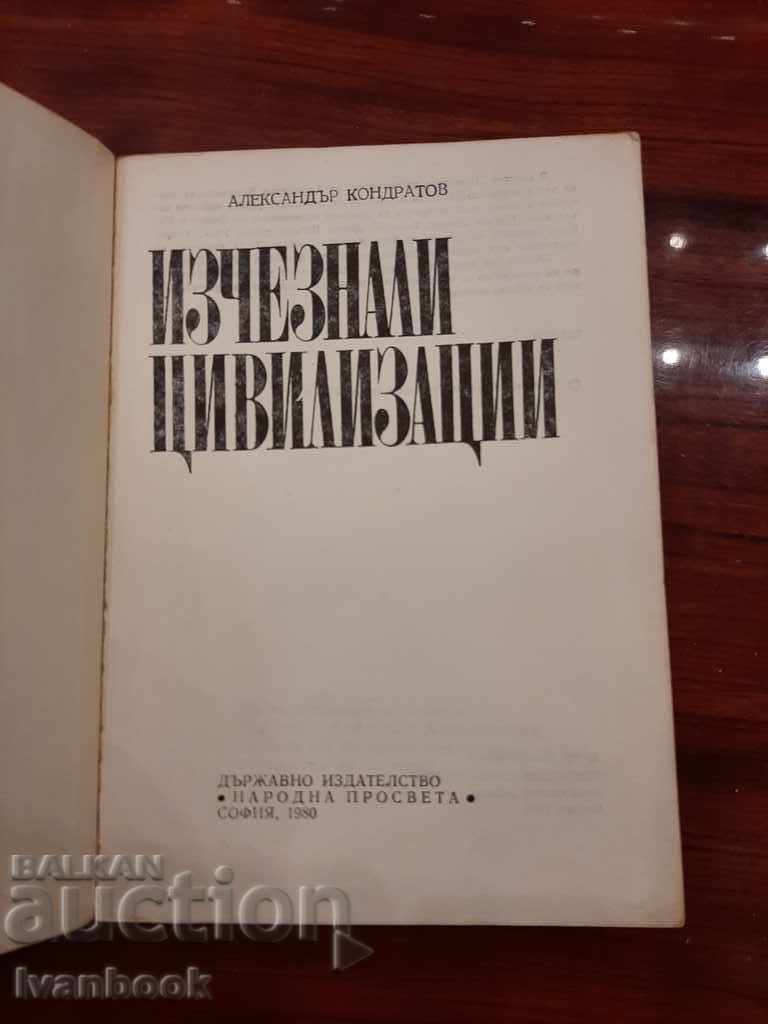 АЛЕКСАНДЪР КОНДРАТОВ
ИЗЧЕЗНАЛИ
ЦИВИЛИЗАЦИИ
ДЪРЖАВНО ИЗДАТЕЛСТВО
• НАРОДНА ПРОСВЕТА •
СОФИЯ, 1980
BALKAN
auction
Ivanbook